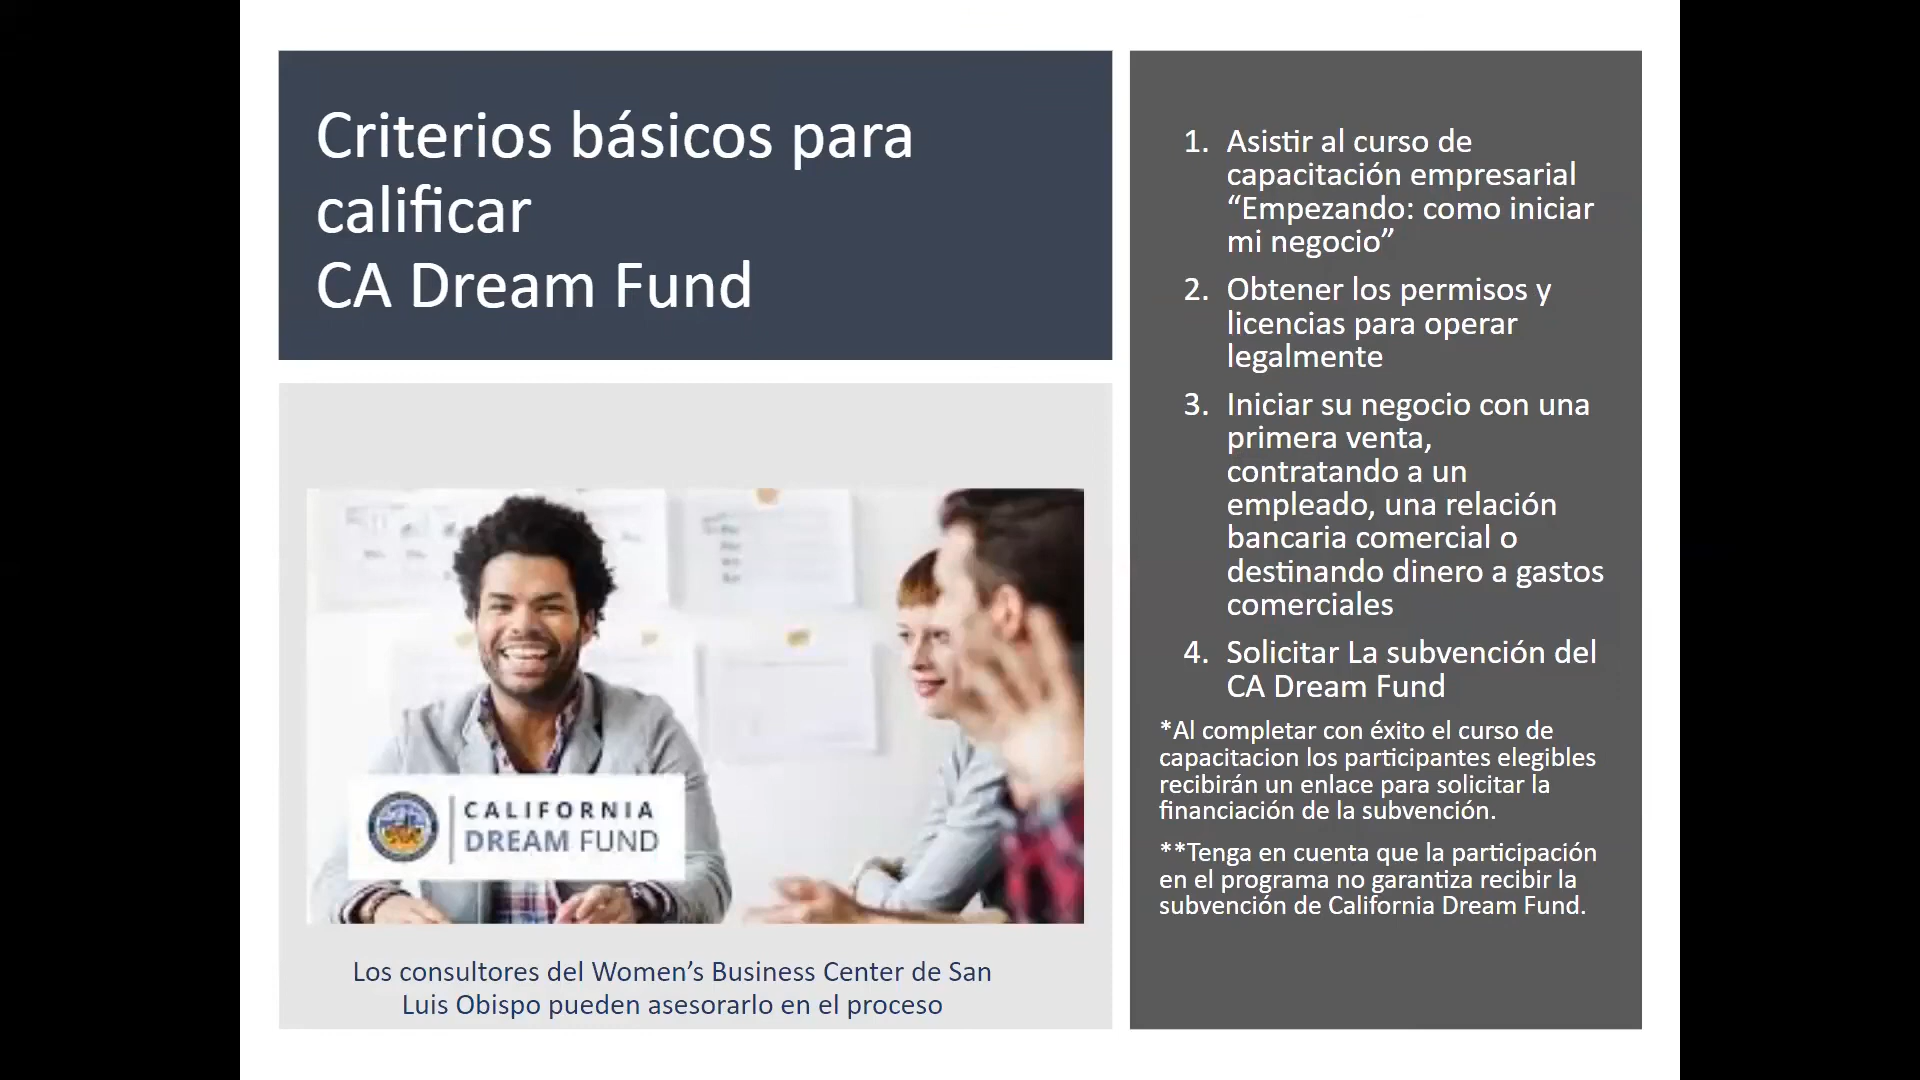 Criterios básicos para
calificar
CA Dream Fund
CALIFORNIA
DREAM FUND
Los consultores del Women’s Business Center de San
Luis Obispo pueden asesorarlo en el proceso
1. Asistir al curso de
capacitación empresarial
“Empezando: como iniciar
mi negocio”
2. Obtener los permisos y
licencias para operar
legalmente
3. Iniciar su negocio con una
primera venta,
contratando a un
empleado, una relación
bancaria comercial o
destinando dinero a gastos
comerciales
4. Solicitar La subvención del
CA Dream Fund
*Al completar con éxito el curso de
capacitacion los participantes elegibles
recibirán un enlace para solicitar la
financiación de la subvención.
**Tenga en cuenta que la participación
en el programa no garantiza recibir la
subvención de California Dream Fund.